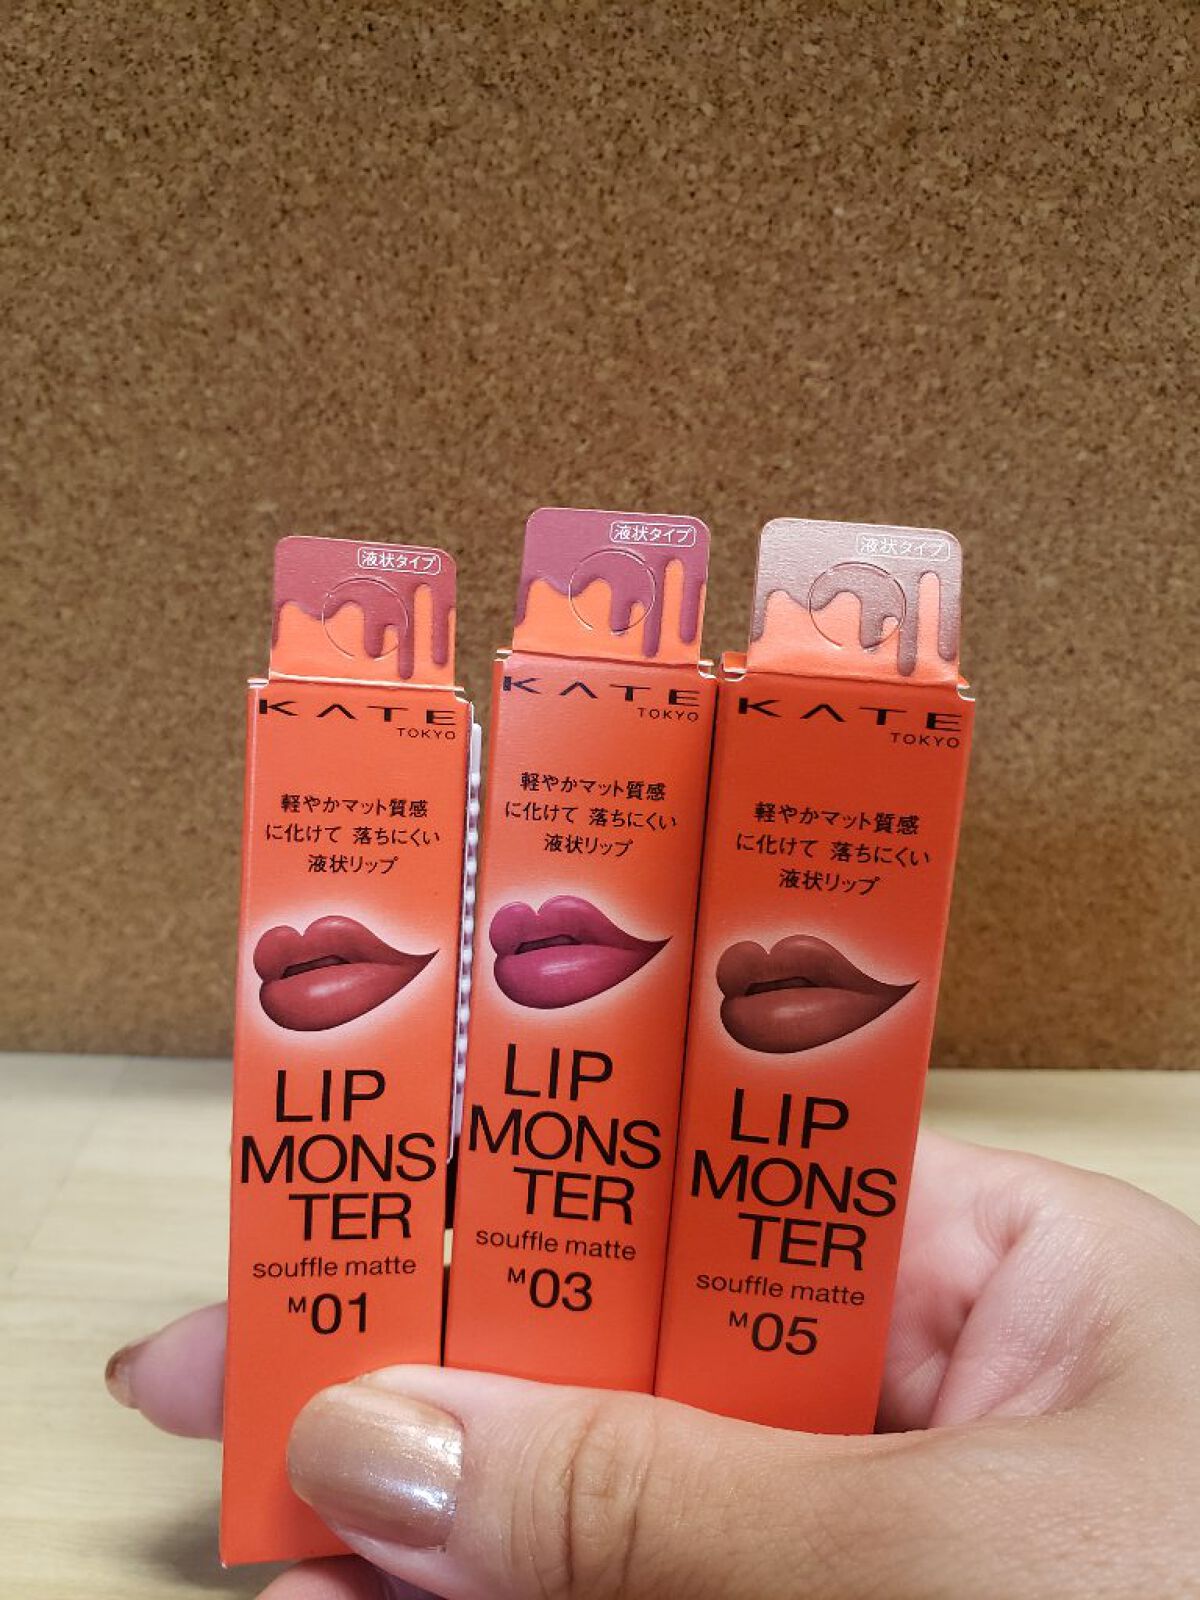 液状タイプ
KATE
TOKYO
軽やかマット質感
に化けて 落ちにくい
液状リップ
LIP
MONS
TER
souffle matte
M01
液状タイプ
KATE
TOKYO
軽やかマット質感
に化けて 落ちにくい
液状リップ
LIP
MONS
TER
souffle matte
M03
液状タイプ
KATE
TOKYO
軽やかマット質感
に化けて 落ちにくい
液状リップ
LIP
MONS
TER
souffle matte
M05